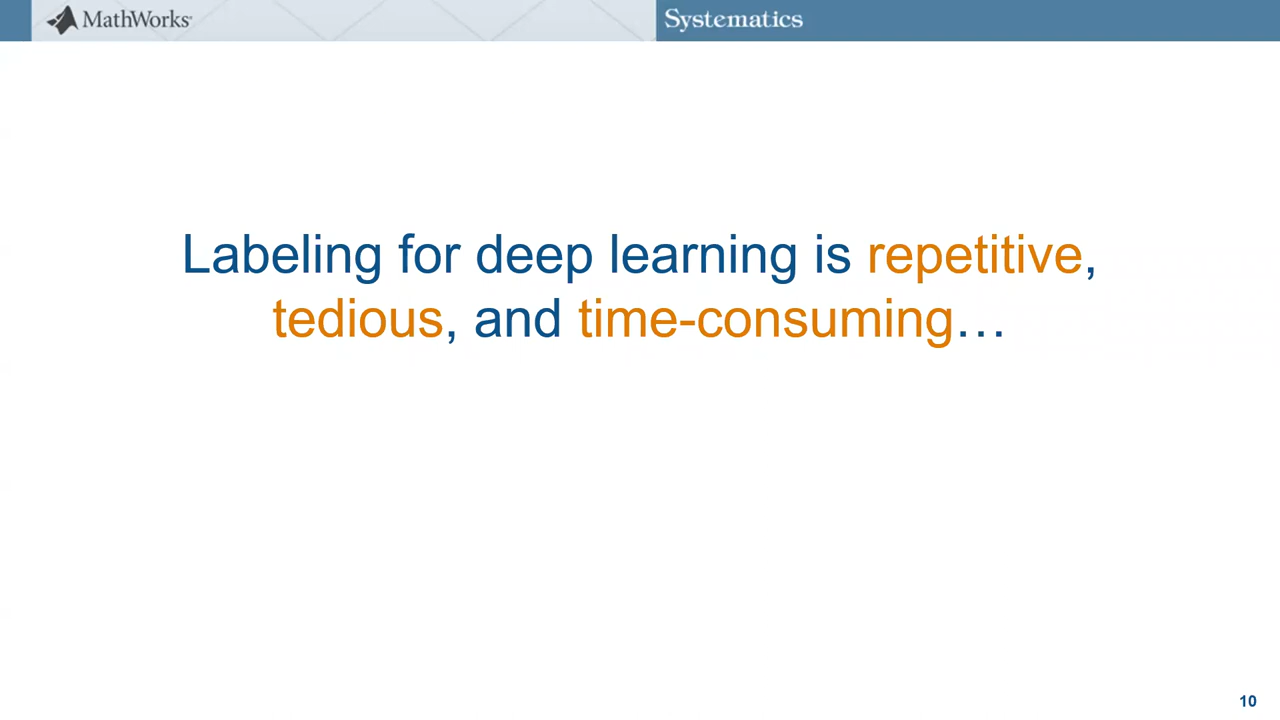 MathWorks®
Systematics
Labeling for deep learning is repetitive,
tedious, and time-consuming…
10